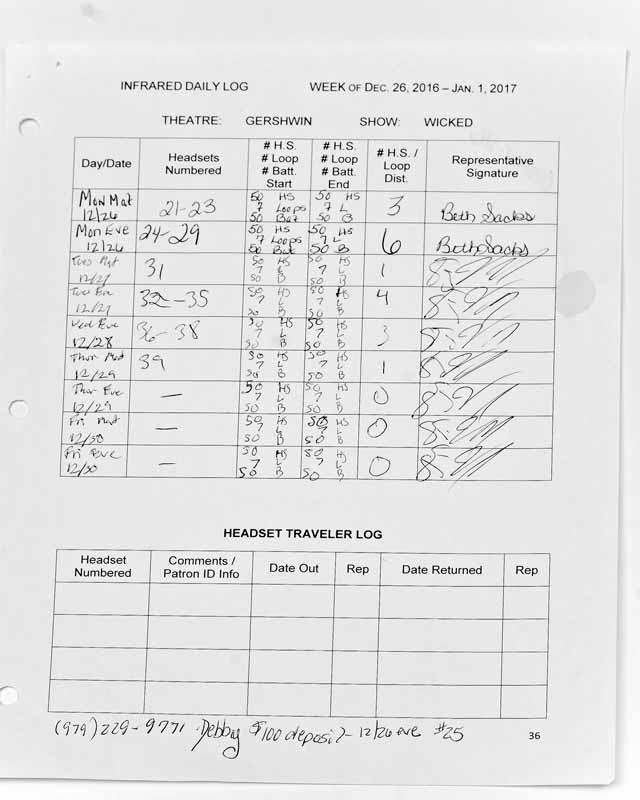 INFRARED DAILY LOG WEEK OF DEC. 26, 2016 – JAN. 1, 2017
THEATRE: GERSHWIN SHOW: WICKED
Day/Date Headsets Numbered # H.S. # Loop # Batt. Start # H.S. # Loop # Batt. End # H.S. / Loop Dist. Representative Signature
Mon Mat 12/26 21-23 50 HS 7 Loops 50 Bat 50 HS 7 L 50 B 3 Beth Sacks
Mon Eve 12/26 24-29 50 HS 7 Loops 50 Bat 50 HS 7 L 50 B 6 Beth Sacks
Tues Mat 12/27 31 50 HS 7 L 50 B 50 HS 7 L 50 B 1
Tues Eve 12/27 32-35 50 HS 7 L 50 B 50 HS 7 L 50 B 4
Wed Eve 12/28 36-38 50 HS 7 L 50 B 50 HS 7 L 50 B 3
Thur Mat 12/29 39 50 HS 7 L 50 B 50 HS 7 L 50 B 1
Thur Eve 12/29 — 50 HS 7 L 50 B 50 HS 7 L 50 B 0
Fri Mat 12/30 — 50 HS 7 L 50 B 50 HS 7 L 50 B 0
Fri Eve 12/30 — 50 HS 7 L 50 B 50 HS 7 L 50 B 0
HEADSET TRAVELER LOG
Headset Numbered Comments / Patron ID Info Date Out Rep Date Returned Rep
(979) 229-9771 Debby $100 deposit - 12/26 eve #25
36